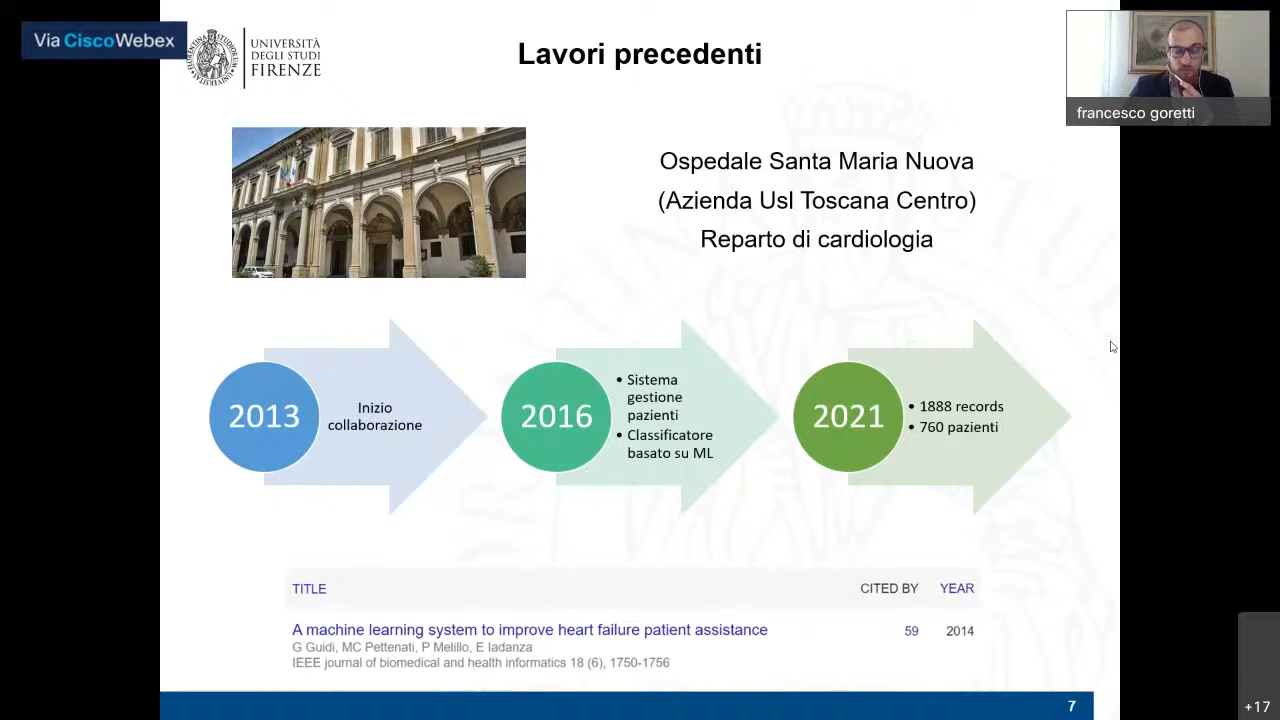 Via CiscoWebex
UNIVERSITÀ
DEGLI STUDI
FIRENZE
Lavori precedenti
francesco goretti
Ospedale Santa Maria Nuova
(Azienda Usl Toscana Centro)
Reparto di cardiologia
2013
Inizio
collaborazione
2016
• Sistema
gestione
pazienti
• Classificatore
basato su ML
2021
• 1888 records
• 760 pazienti
TITLE CITED BY YEAR
A machine learning system to improve heart failure patient assistance 59 2014
G Guidi, MC Pettenati, P Melillo, E Iadanza
IEEE journal of biomedical and health informatics 18 (6), 1750-1756
7
+17